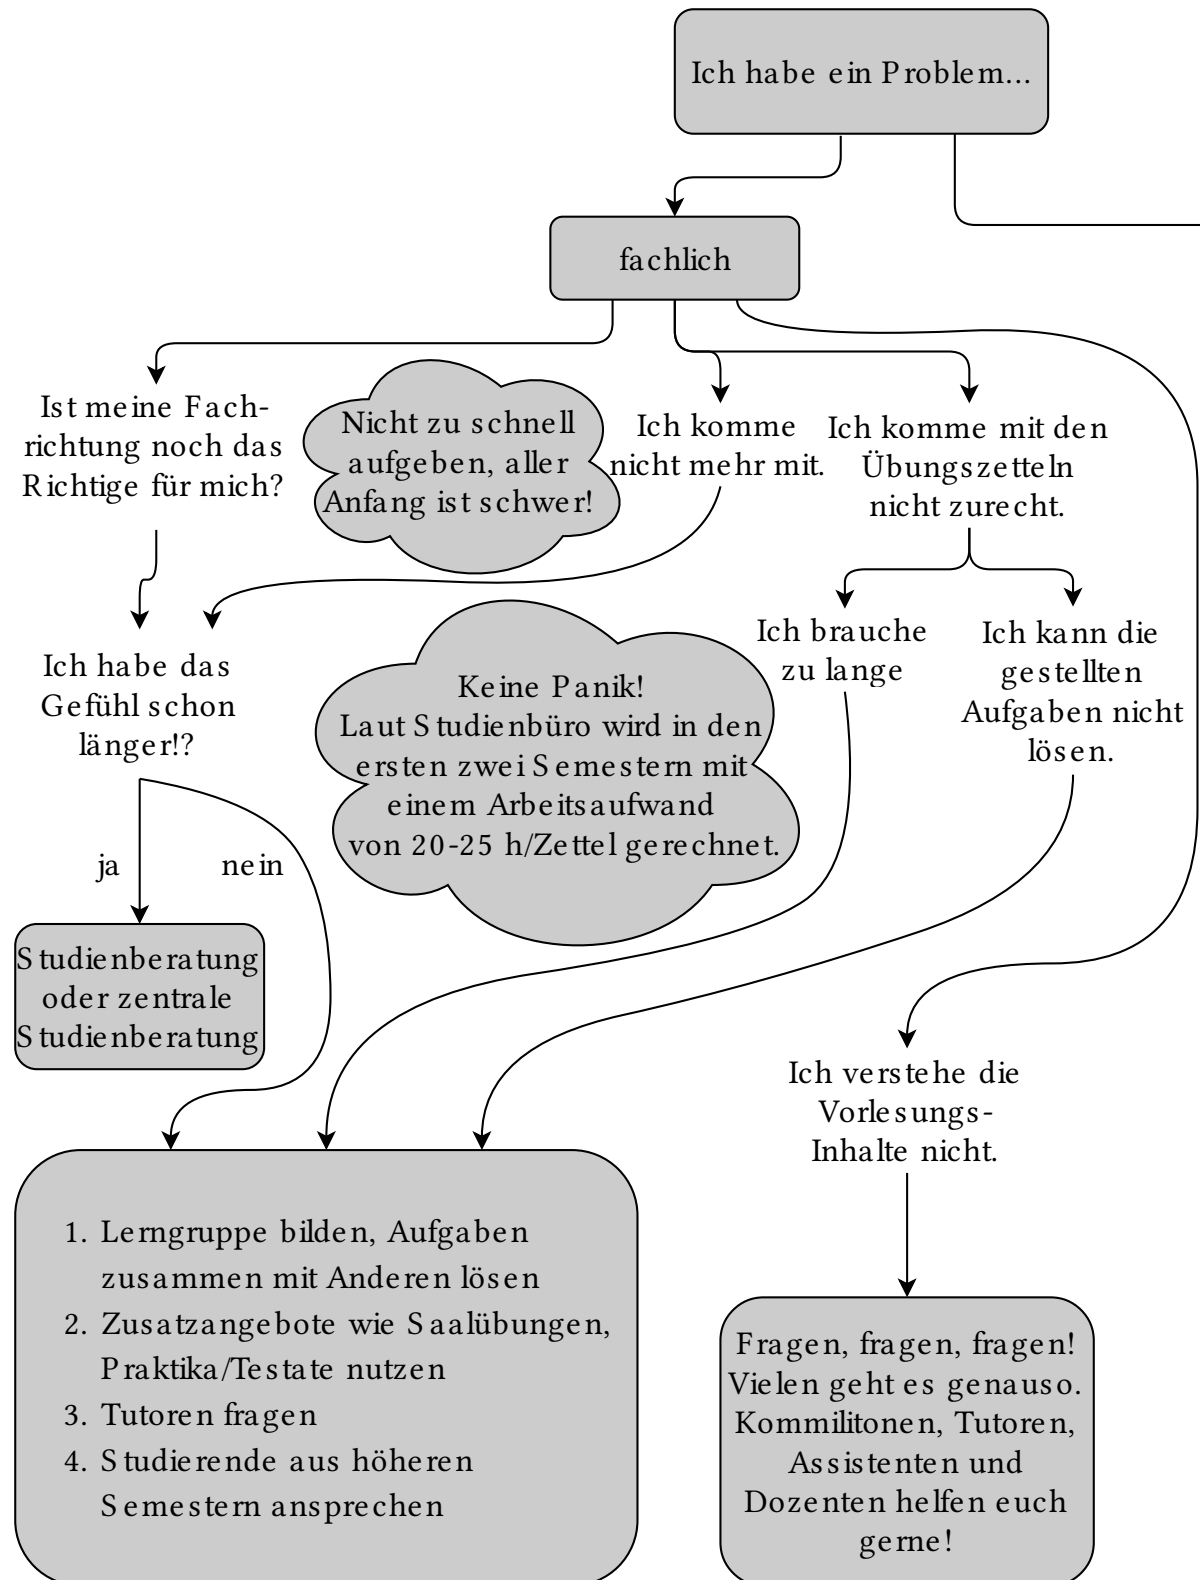 Ich habe ein Problem...
fachlich
Ist meine Fach-
richtung noch das
Richtige für mich?
Nicht zu schnell
aufgeben, aller
Anfang ist schwer!
Ich komme
nicht mehr mit.
Ich komme mit den
Übungszetteln
nicht zurecht.
Ich habe das
Gefühl schon
länger!?
Keine Panik!
Laut Studienbüro wird in den
ersten zwei Semestern mit
einem Arbeitsaufwand
von 20-25 h/Zettel gerechnet.
Ich brauche
zu lange
Ich kann die
gestellten
Aufgaben nicht
lösen.
ja
nein
Studienberatung
oder zentrale
Studienberatung
Ich verstehe die
Vorlesungs-
Inhalte nicht.
1. Lerngruppe bilden, Aufgaben
zusammen mit Anderen lösen
2. Zusatzangebote wie Saalübungen,
Praktika/Testate nutzen
3. Tutoren fragen
4. Studierende aus höheren
Semestern ansprechen
Fragen, fragen, fragen!
Vielen geht es genauso.
Kommilitonen, Tutoren,
Assistenten und
Dozenten helfen euch
gerne!